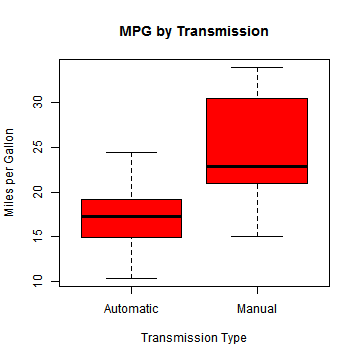 MPG by Transmission
Miles per Gallon
30
25
20
15
10
Automatic Manual
Transmission Type